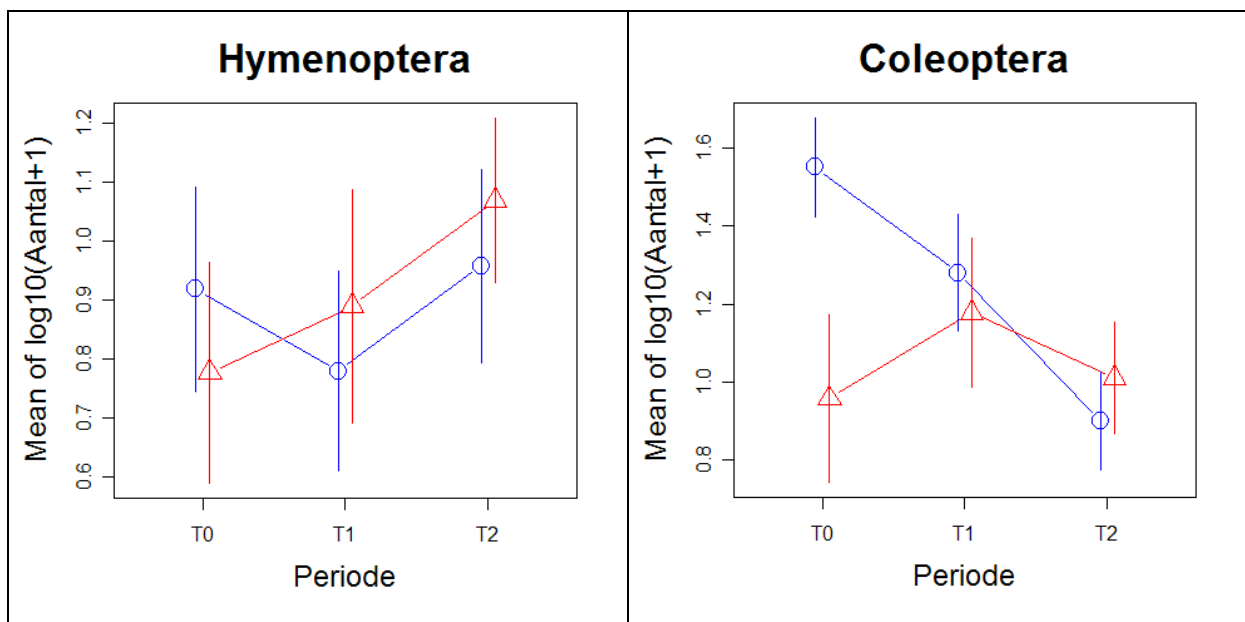 Hymenoptera
Mean of log10(Aantal+1)
1.2
1.1
1.0
0.9
0.8
0.7
0.6
T0 T1 T2
Periode
Coleoptera
Mean of log10(Aantal+1)
1.6
1.4
1.2
1.0
0.8
T0 T1 T2
Periode